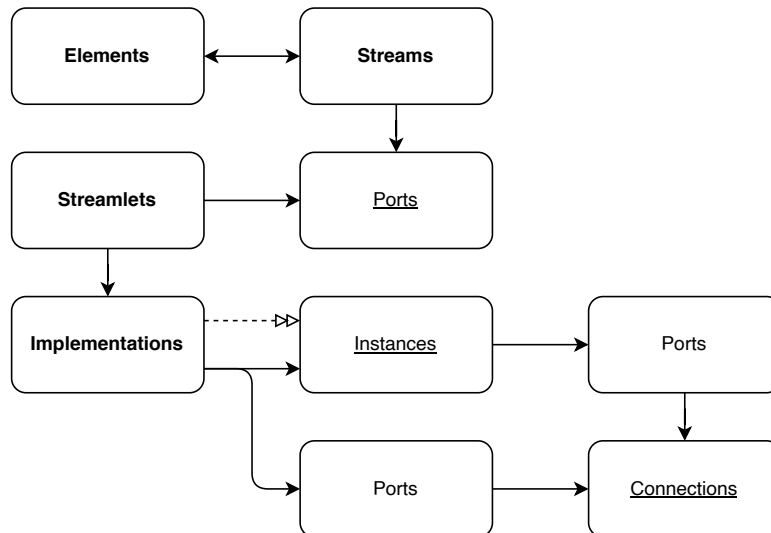 Elements
Streams
Streamlets
Ports
Implementations
Instances
Ports
Ports
Connections